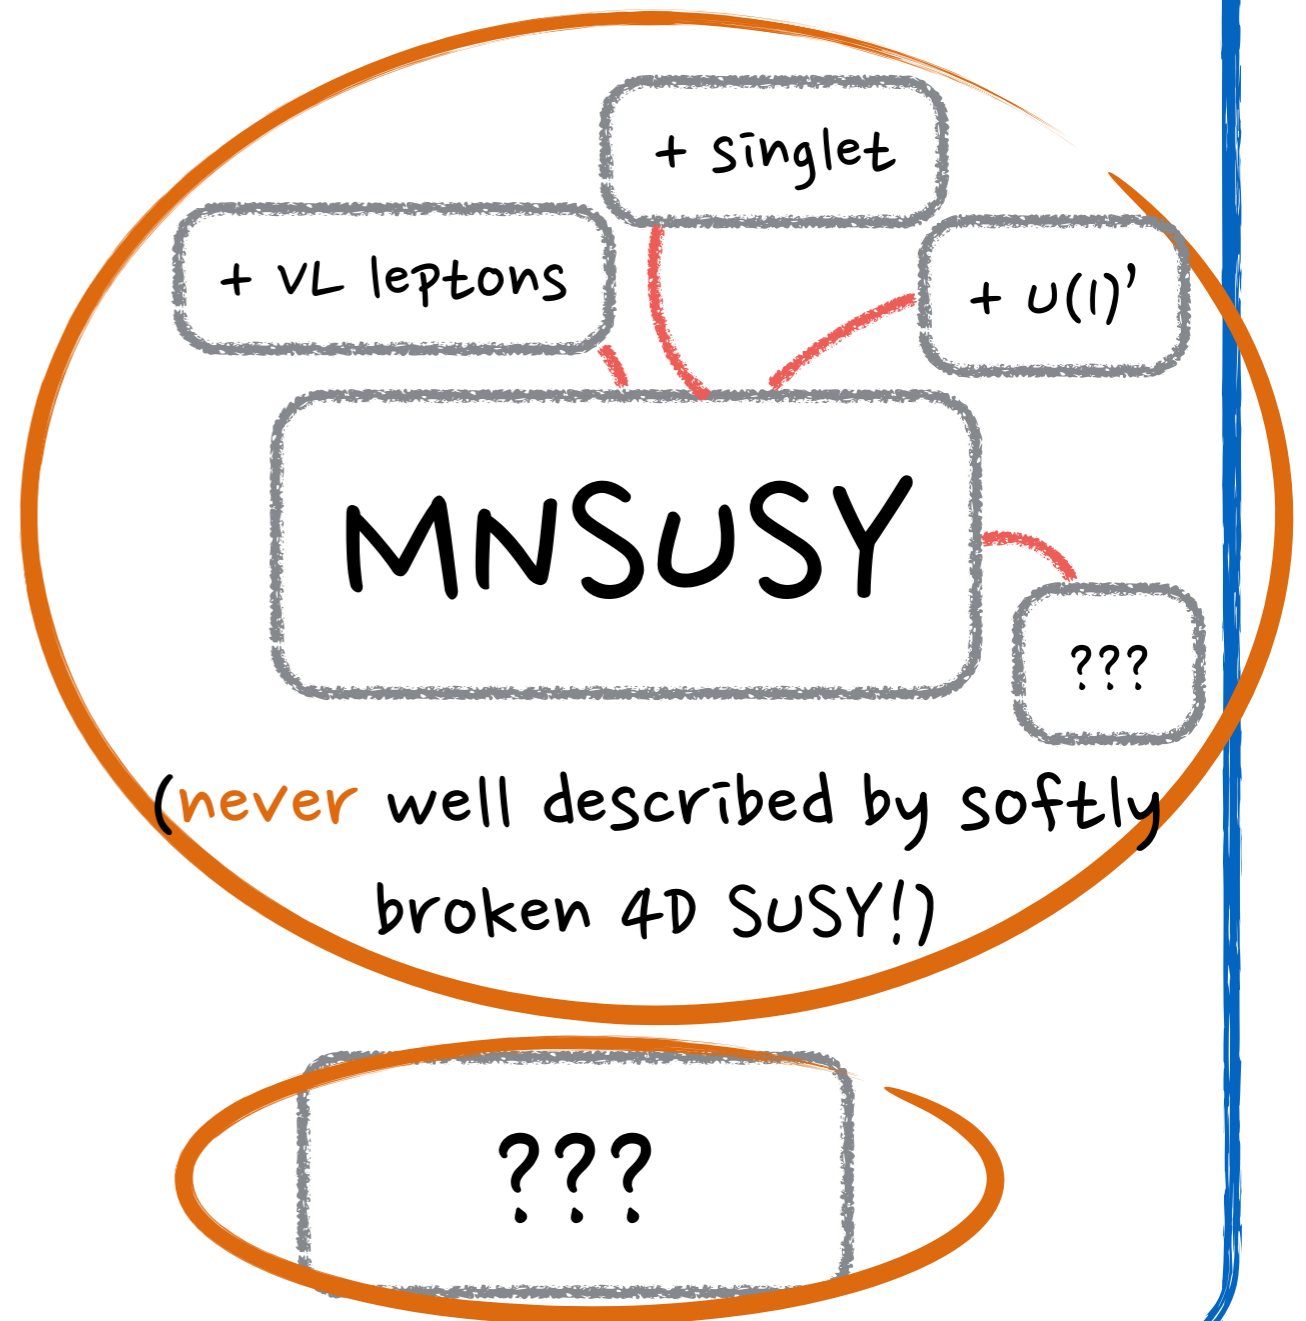 + singlet
+ VL leptons
+ U(1)'
MNSUSY
???
(never well described by softly
broken 4D SUSY!)
???